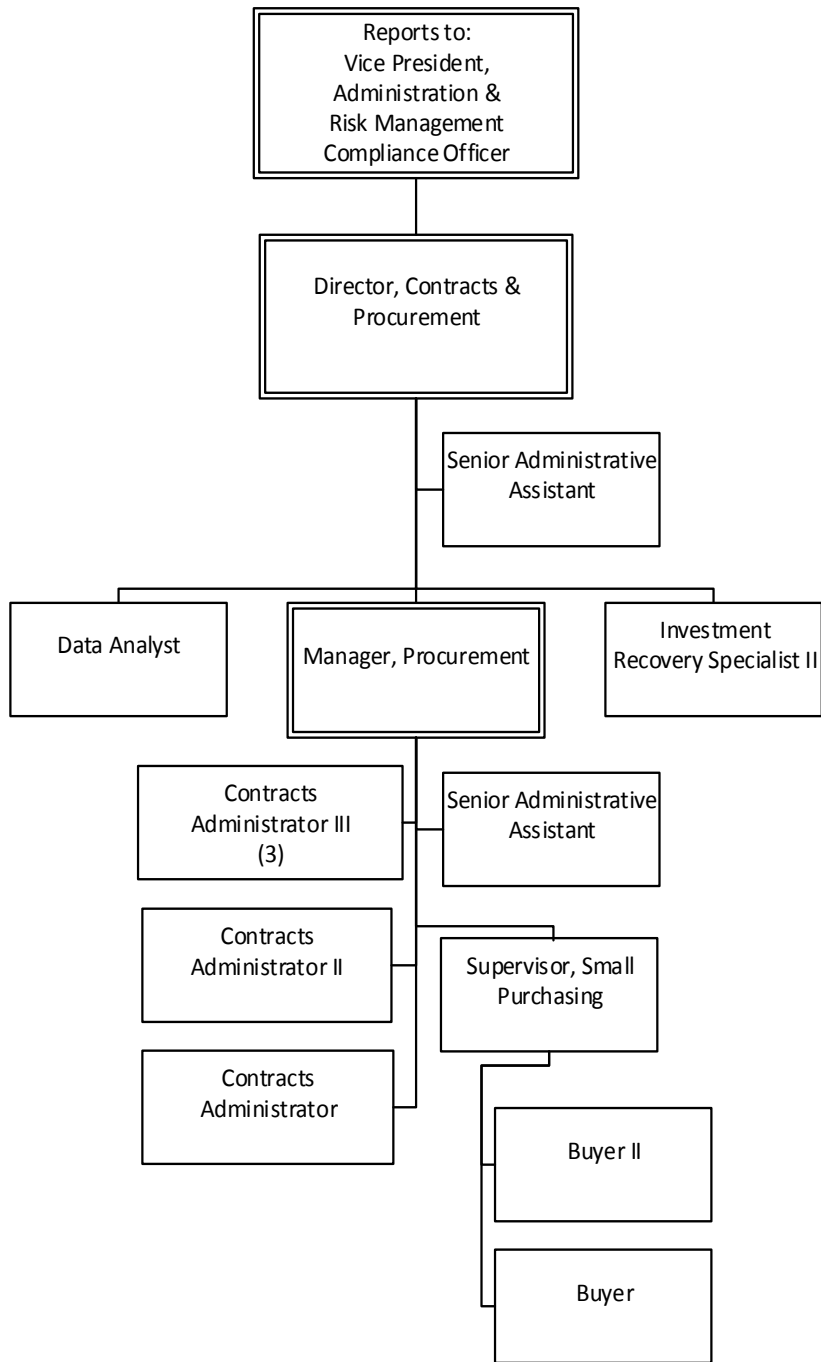 Reports to:
Vice President,
Administration &
Risk Management
Compliance Officer
Director, Contracts &
Procurement
Senior Administrative
Assistant
Data Analyst
Manager, Procurement
Investment
Recovery Specialist II
Contracts
Administrator III
(3)
Senior Administrative
Assistant
Contracts
Administrator II
Supervisor, Small
Purchasing
Contracts
Administrator
Buyer II
Buyer